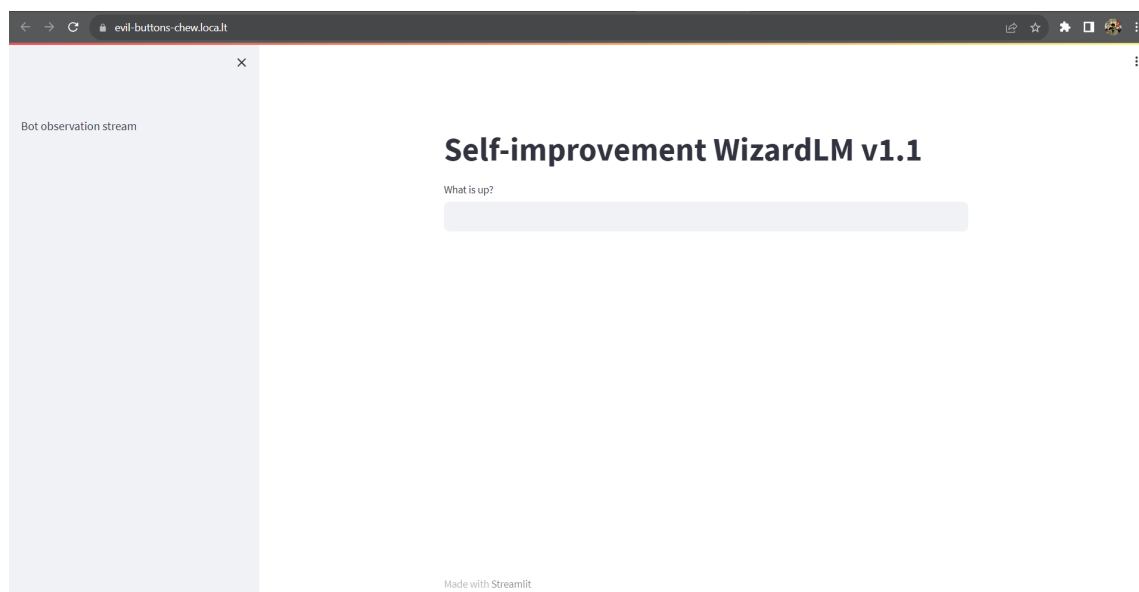 evil-buttons-chew.loca.lt
Bot observation stream
Self-improvement WizardLM v1.1
What is up?
Made with Streamlit